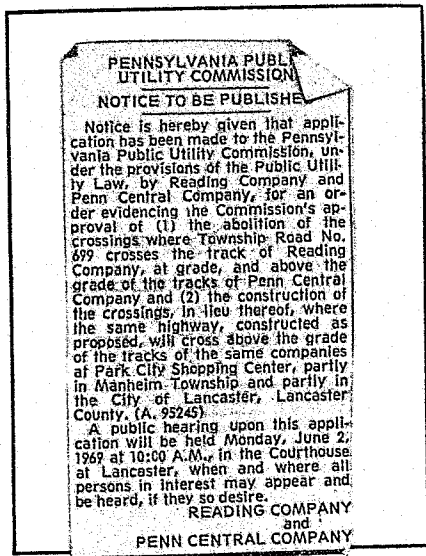 PENNSYLVANIA PUBLI
UTILITY COMMISSION
NOTICE TO BE PUBLISHE
Notice is hereby given that appli-
cation has been made to the Pennsyl-
vania Public Utility Commission, un-
der the provisions of the Public Utili-
ty Law, by Reading Company and
Penn Central Company, for an or-
der evidencing the Commission's ap-
proval of (1) the abolition of the
crossings where Township Road No.
699 crosses the track of Reading
Company, at grade, and above the
grade of the tracks of Penn Central
Company and (2) the construction of
the crossings, in lieu thereof, where
the same highway, constructed as
proposed, will cross above the grade
of the tracks of the same companies
at Park City Shopping Center, partly
in Manheim Township and partly in
the City of Lancaster, Lancaster
County. (A. 95245)
A public hearing upon this appli-
cation will be held Monday, June 2,
1969 at 10:00 A.M., in the Courthouse
at Lancaster, when and where all
persons in interest may appear and
be heard, if they so desire.
READING COMPANY
and
PENN CENTRAL COMPANY